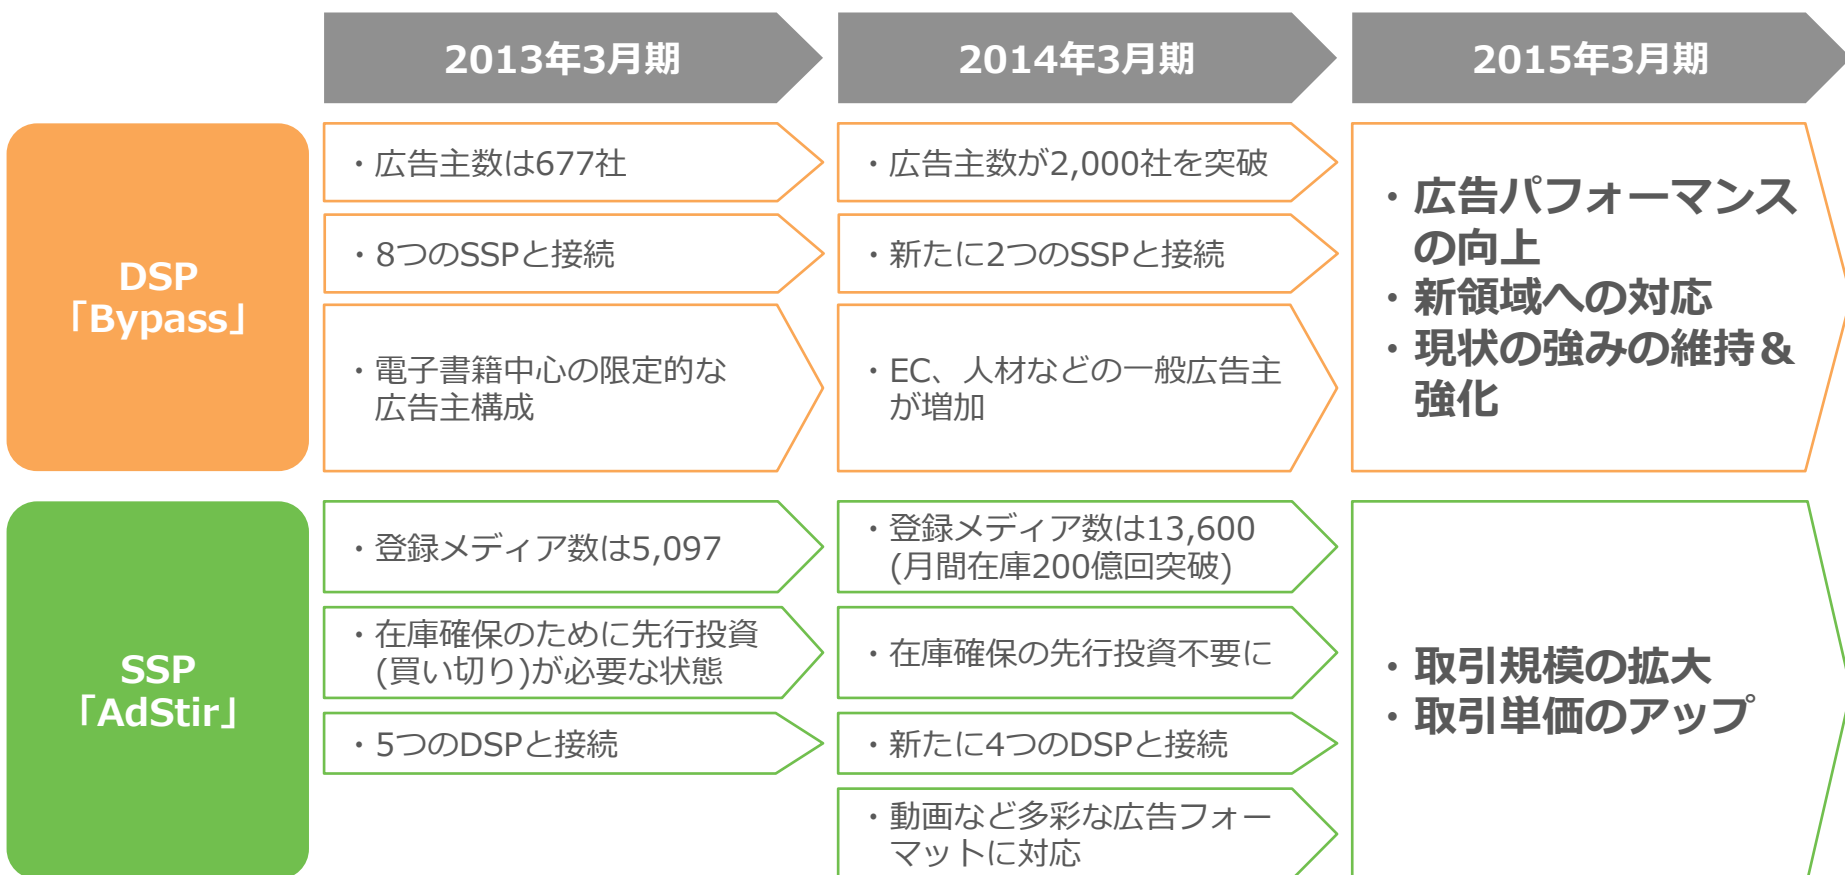 2013年3月期
2014年3月期
2015年3月期
DSP
「Bypass」
・広告主数は677社
・広告主数が2,000社を突破
・8つのSSPと接続
・新たに2つのSSPと接続
・電子書籍中心の限定的な
広告主構成
・EC、人材などの一般広告主
が増加
・広告パフォーマンス
の向上
・新領域への対応
・現状の強みの維持＆
強化
SSP
「AdStir」
・登録メディア数は5,097
・登録メディア数は13,600
(月間在庫200億回突破)
・在庫確保のために先行投資
(買い切り)が必要な状態
・在庫確保の先行投資不要に
・5つのDSPと接続
・新たに4つのDSPと接続
・動画など多彩な広告フォー
マットに対応
・取引規模の拡大
・取引単価のアップ